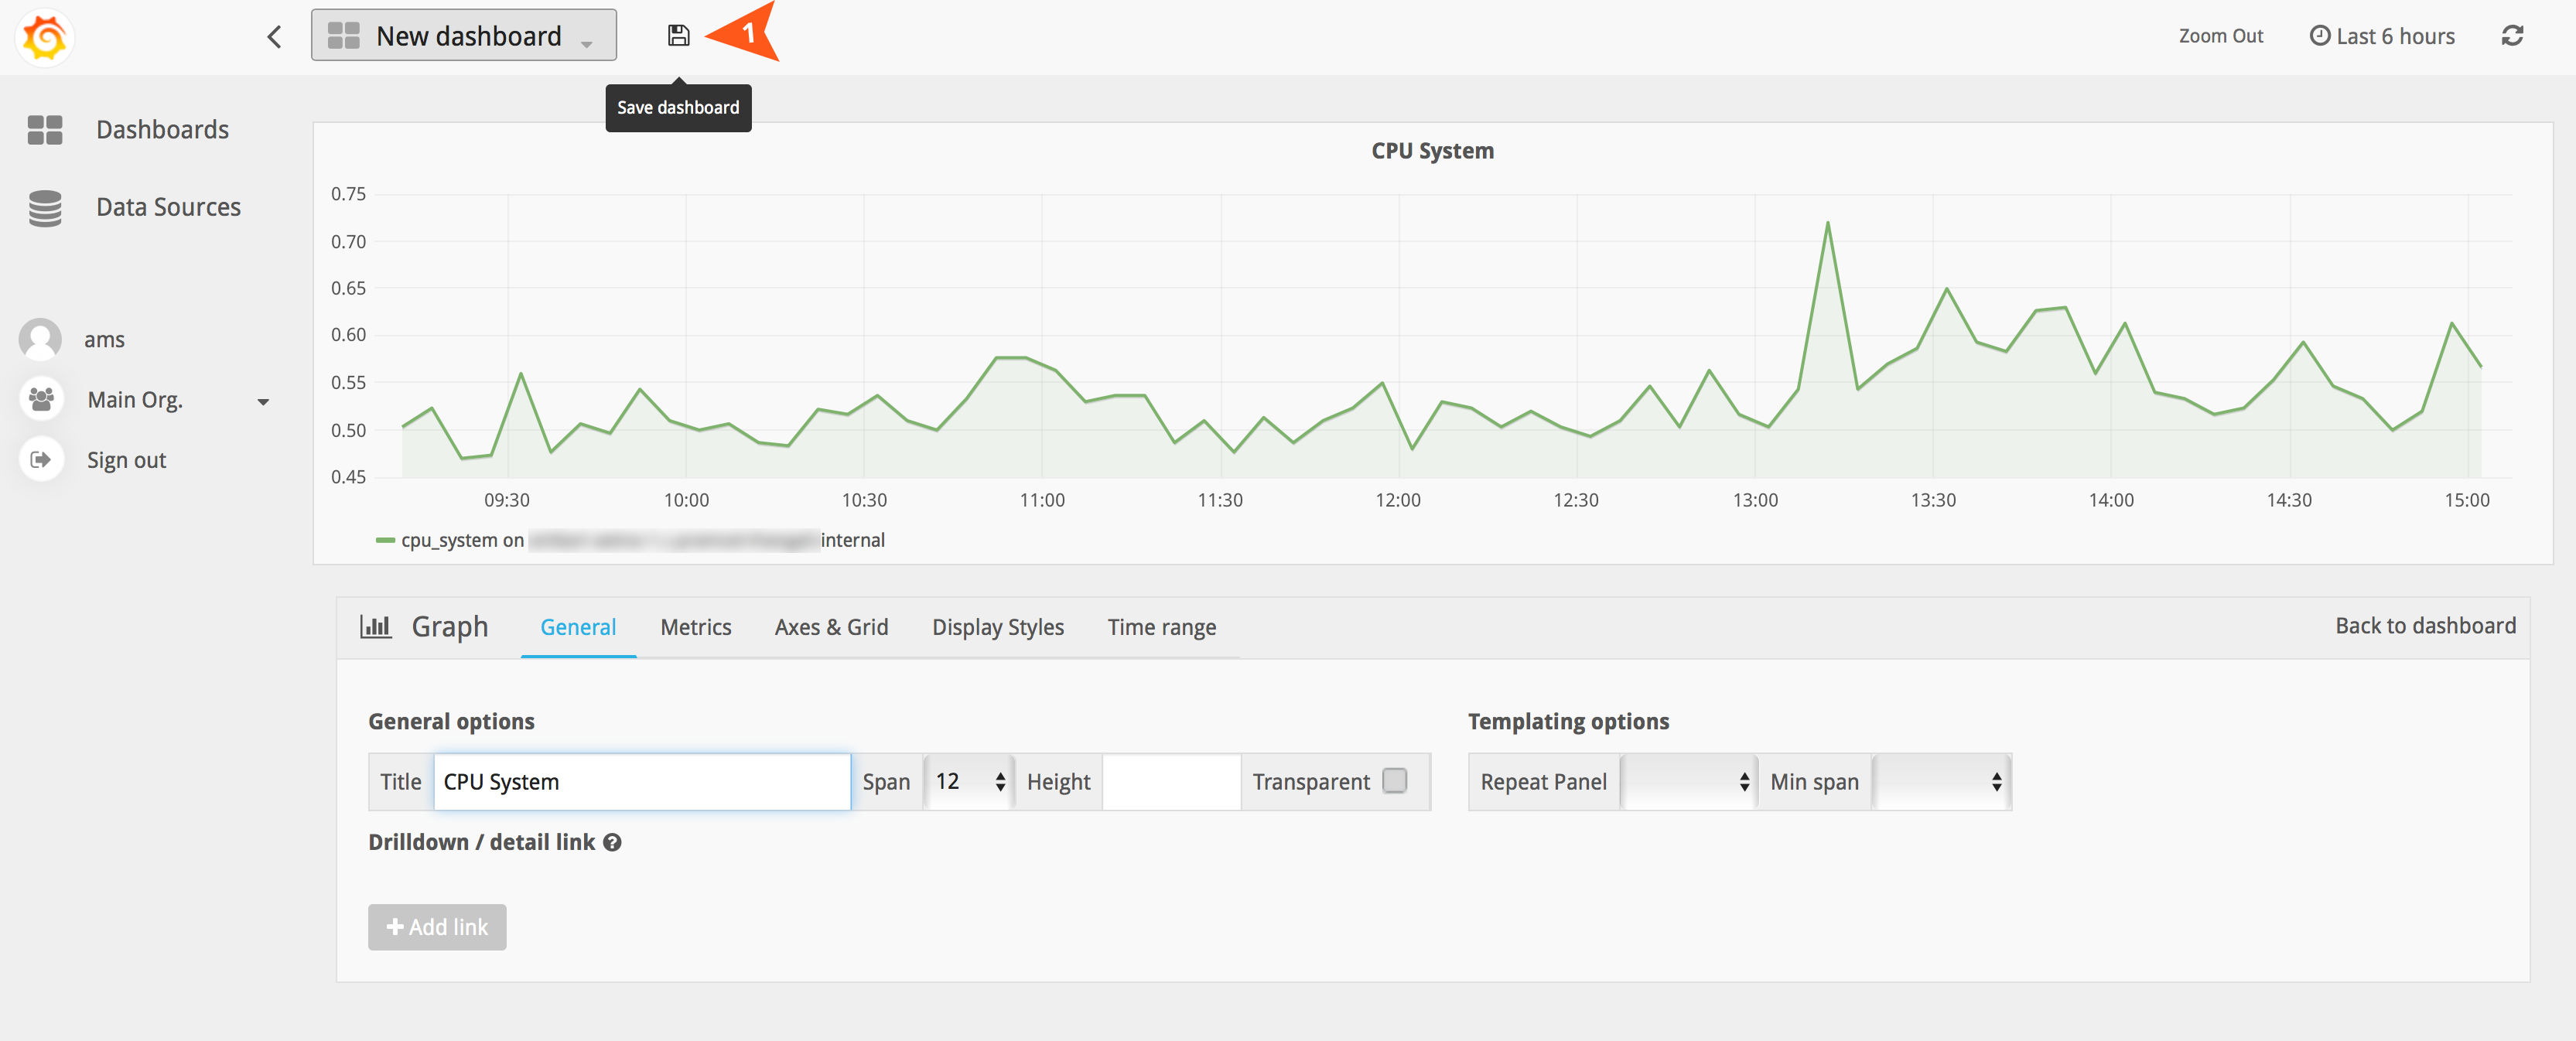 New dashboard
1
Zoom Out
Last 6 hours
Save dashboard
Dashboards
Data Sources
ams
Main Org.
Sign out
CPU System
0.75
0.70
0.65
0.60
0.55
0.50
0.45
09:30 10:00 10:30 11:00 11:30 12:00 12:30 13:00 13:30 14:00 14:30 15:00
cpu_system on internal
Graph General Metrics Axes & Grid Display Styles Time range Back to dashboard
General options
Title CPU System Span 12 Height Transparent
Drilldown / detail link ?
+ Add link
Templating options
Repeat Panel Min span